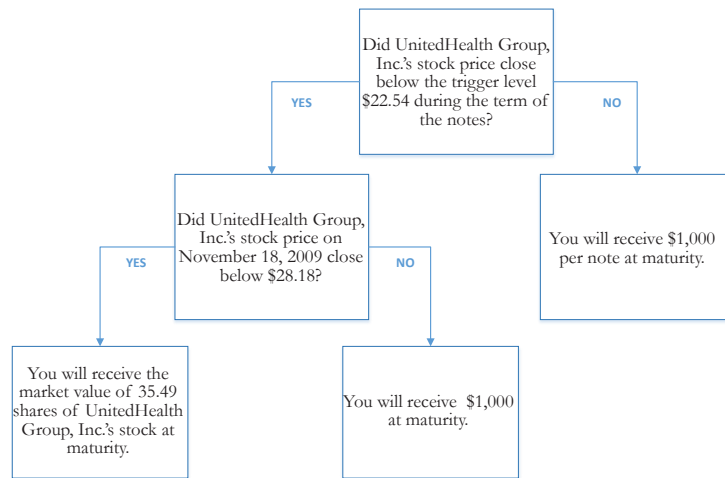 Did UnitedHealth Group,
Inc.'s stock price close
below the trigger level
$22.54 during the term of
the notes?
YES
NO
Did UnitedHealth Group,
Inc.'s stock price on
November 18, 2009 close
below $28.18?
You will receive $1,000
per note at maturity.
YES
NO
You will receive the
market value of 35.49
shares of UnitedHealth
Group, Inc.'s stock at
maturity.
You will receive $1,000
at maturity.